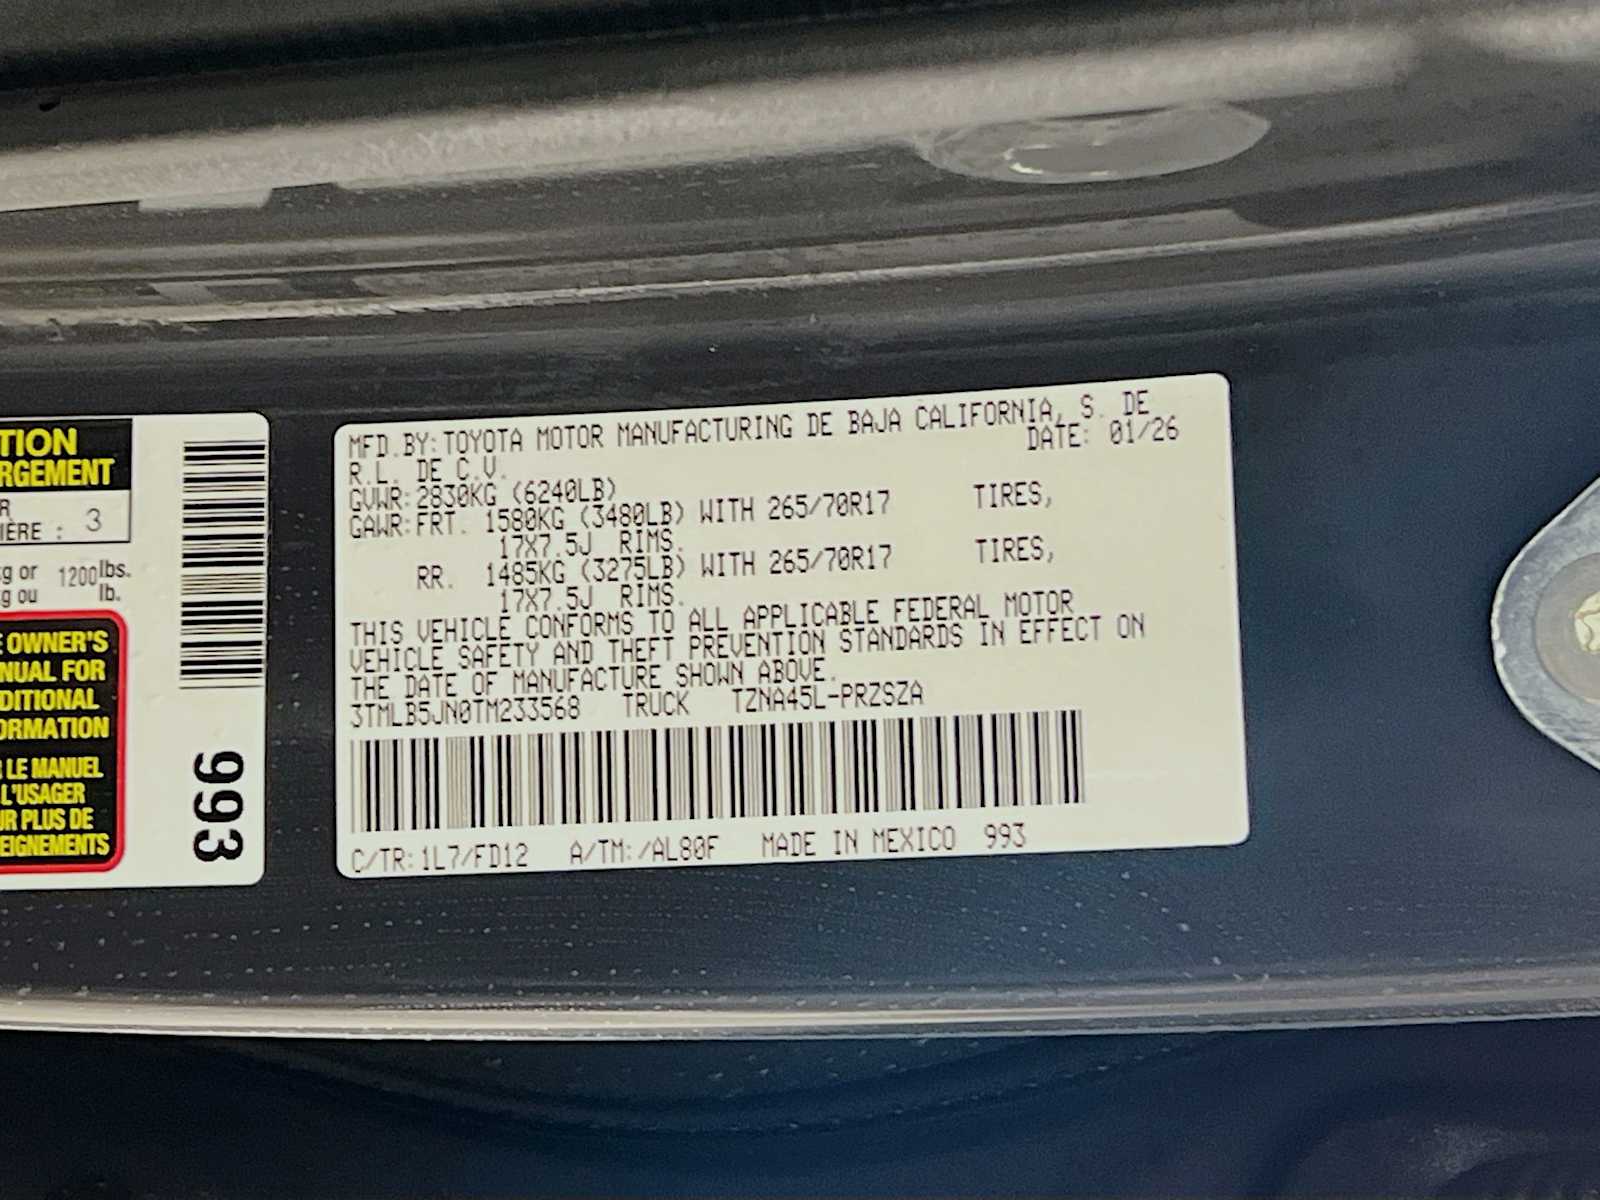 TION
RGEMENT
R
IÈRE : 3
kg or 1200 lbs.
kg ou lb.
E OWNER'S
NUAL FOR
DITIONAL
ORMATION
LE MANUEL
L'USAGER
UR PLUS DE
EIGNEMENTS
993
MFD.BY:TOYOTA MOTOR MANUFACTURING DE BAJA CALIFORNIA, S. DE
R.L. DE C.V. DATE: 01/26
GVWR:2830KG (6240LB)
GAWR:FRT. 1580KG (3480LB) WITH 265/70R17 TIRES,
17X7.5J RIMS.
RR. 1485KG (3275LB) WITH 265/70R17 TIRES,
17X7.5J RIMS.
THIS VEHICLE CONFORMS TO ALL APPLICABLE FEDERAL MOTOR
VEHICLE SAFETY AND THEFT PREVENTION STANDARDS IN EFFECT ON
THE DATE OF MANUFACTURE SHOWN ABOVE.
3TMLB5JN0TM233568 TRUCK TZNA45L-PRZSZA
C/TR:1L7/FD12 A/TM:/AL80F MADE IN MEXICO 993